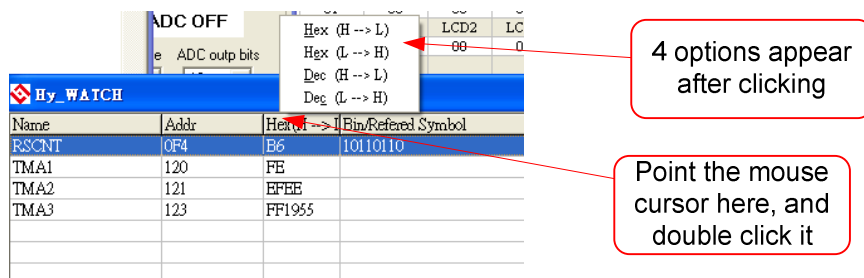 ADC OFF
ADC outp bits
Hex (H --> L)
Hex (L --> H)
Dec (H --> L)
Dec (L --> H)
LCD2 LC
00 0
4 options appear
after clicking
Hy_WATCH
Name Addr Hex(H --> L Bin/Refered Symbol
RSCNT 0F4 B6 10110110
TMA1 120 FE
TMA2 121 EFEE
TMA3 123 FF1955
Point the mouse
cursor here, and
double click it